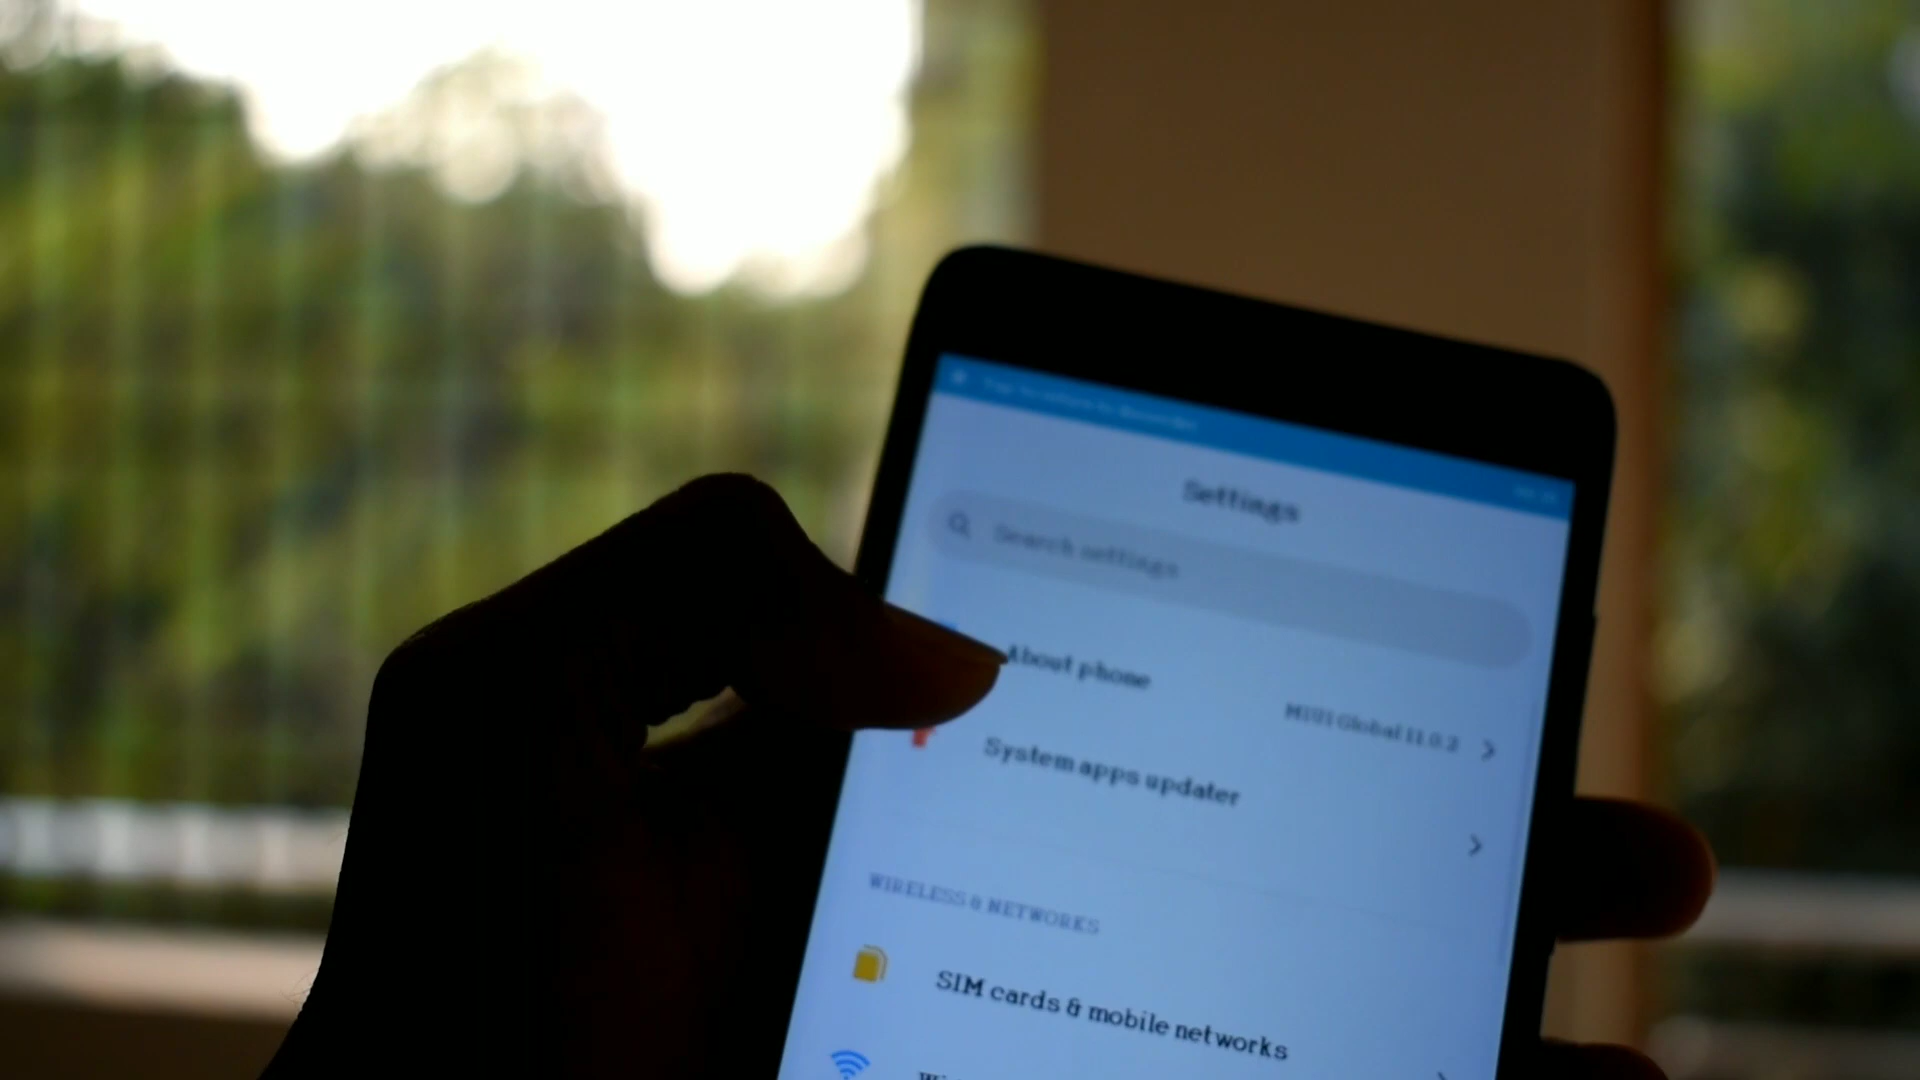 Settings
Search settings
About phone
MIUI Global 11.0.2
System apps updater
WIRELESS & NETWORKS
SIM cards & mobile networks